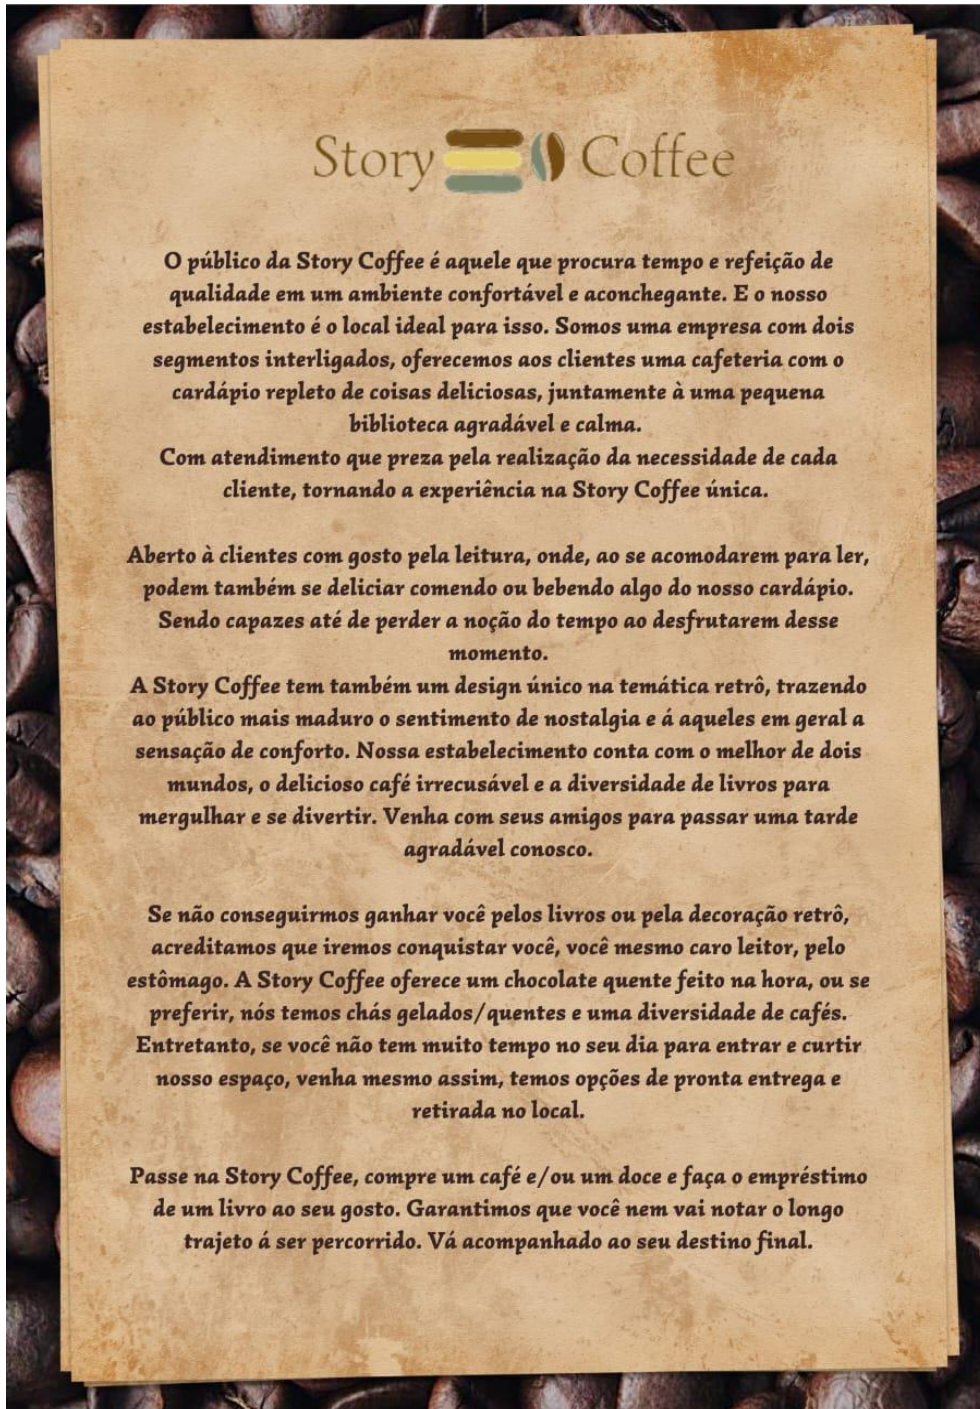 Story Coffee
O público da Story Coffee é aquele que procura tempo e refeição de
qualidade em um ambiente confortável e aconchegante. E o nosso
estabelecimento é o local ideal para isso. Somos uma empresa com dois
segmentos interligados, oferecemos aos clientes uma cafeteria com o
cardápio repleto de coisas deliciosas, juntamente à uma pequena
biblioteca agradável e calma.
Com atendimento que preza pela realização da necessidade de cada
cliente, tornando a experiência na Story Coffee única.
Aberto à clientes com gosto pela leitura, onde, ao se acomodarem para ler,
podem também se deliciar comendo ou bebendo algo do nosso cardápio.
Sendo capazes até de perder a noção do tempo ao desfrutarem desse
momento.
A Story Coffee tem também um design único na temática retrô, trazendo
ao público mais maduro o sentimento de nostalgia e á aqueles em geral a
sensação de conforto. Nossa estabelecimento conta com o melhor de dois
mundos, o delicioso café irrecusável e a diversidade de livros para
mergulhar e se divertir. Venha com seus amigos para passar uma tarde
agradável conosco.
Se não conseguirmos ganhar você pelos livros ou pela decoração retrô,
acreditamos que iremos conquistar você, você mesmo caro leitor, pelo
estômago. A Story Coffee oferece um chocolate quente feito na hora, ou se
preferir, nós temos chás gelados/quentes e uma diversidade de cafés.
Entretanto, se você não tem muito tempo no seu dia para entrar e curtir
nosso espaço, venha mesmo assim, temos opções de pronta entrega e
retirada no local.
Passe na Story Coffee, compre um café e/ou um doce e faça o empréstimo
de um livro ao seu gosto. Garantimos que você nem vai notar o longo
trajeto á ser percorrido. Vá acompanhado ao seu destino final.